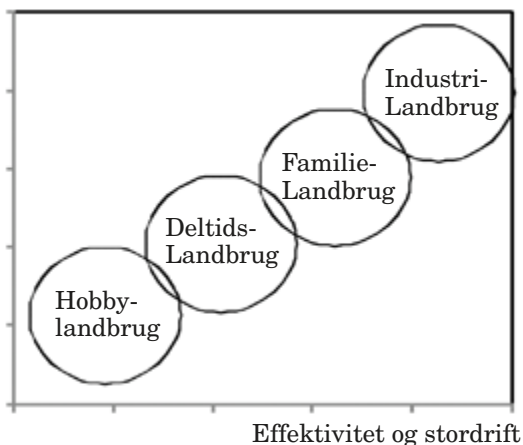 Industri-
Landbrug
Familie-
Landbrug
Deltids-
Landbrug
Hobby-
landbrug
Effektivitet og stordrift